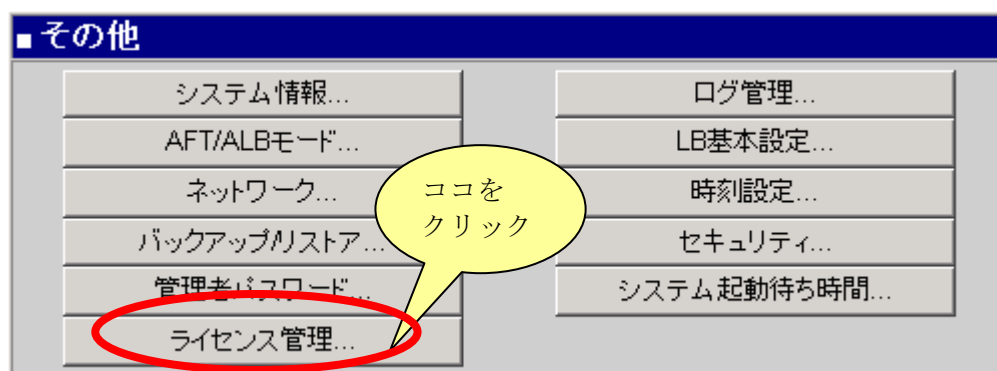 ■その他
システム情報...
ログ管理...
AFT/ALBモード...
LB基本設定...
ネットワーク...
時刻設定...
バックアップ/リストア...
セキュリティ...
管理者パスワード...
システム起動待ち時間...
ライセンス管理...
ココを
クリック